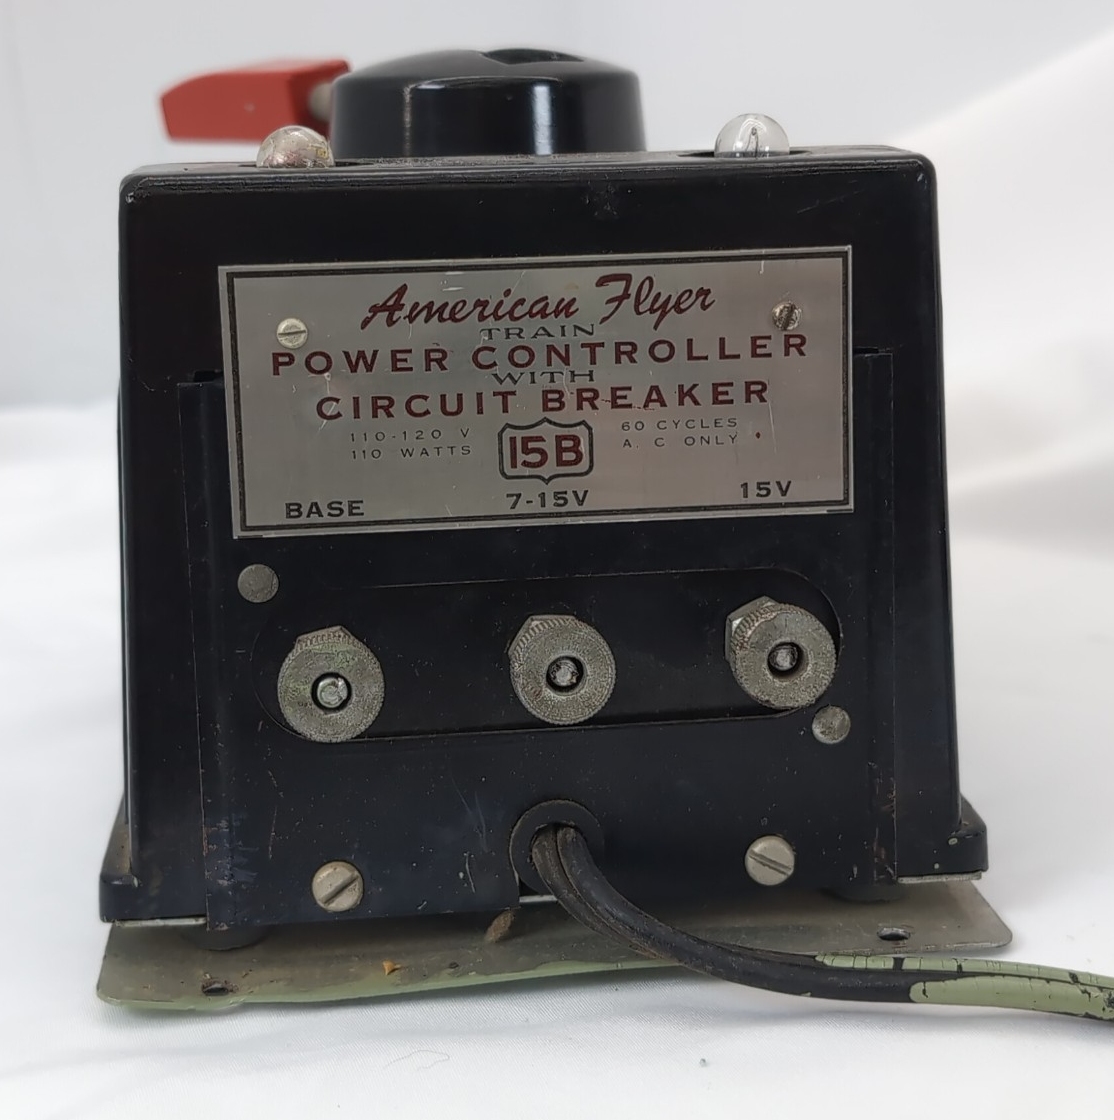 American Flyer
TRAIN
POWER CONTROLLER
WITH
CIRCUIT BREAKER
110-120 V
110 WATTS
15B
60 CYCLES
A. C ONLY
BASE 7-15V 15V